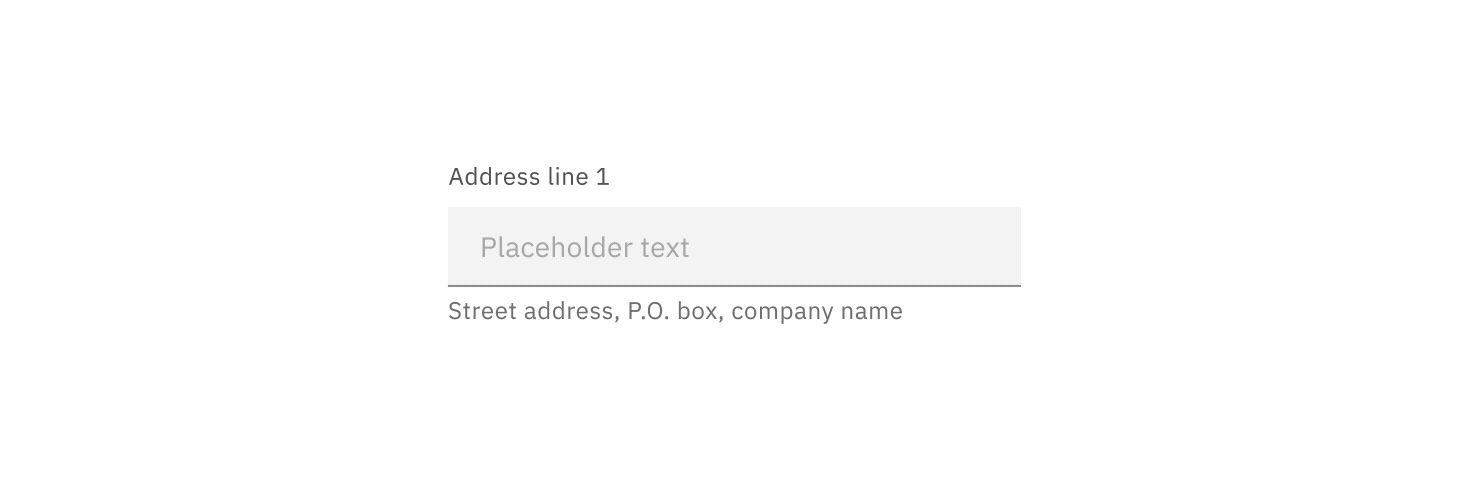 Address line 1
Placeholder text
Street address, P.O. box, company name